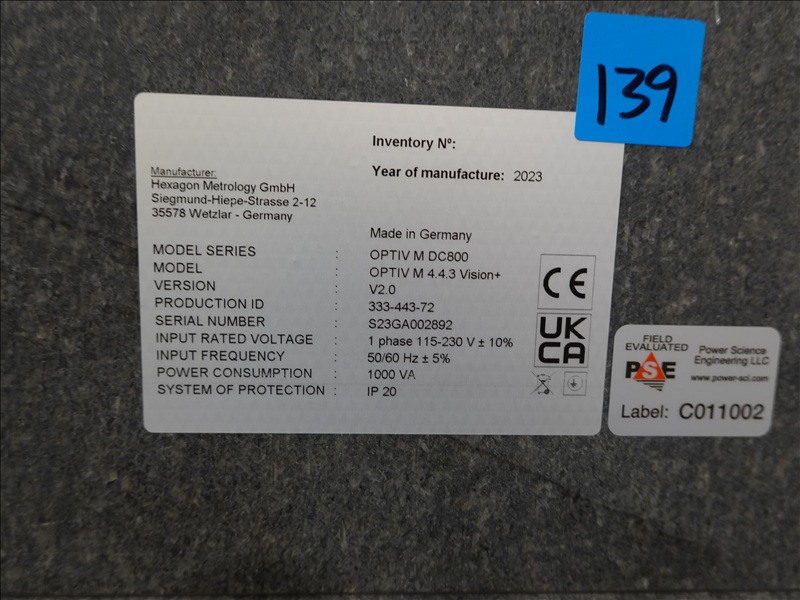 139
Inventory Nº:
Year of manufacture: 2023
Manufacturer:
Hexagon Metrology GmbH
Siegmund-Hiepe-Strasse 2-12
35578 Wetzlar - Germany
Made in Germany
MODEL SERIES : OPTIV M DC800
MODEL : OPTIV M 4.4.3 Vision+
VERSION : V2.0
PRODUCTION ID : 333-443-72
SERIAL NUMBER : S23GA002892
INPUT RATED VOLTAGE : 1 phase 115-230 V ± 10%
INPUT FREQUENCY : 50/60 Hz ± 5%
POWER CONSUMPTION : 1000 VA
SYSTEM OF PROTECTION : IP 20
CE
UK
CA
FIELD
EVALUATED
PSE
Power Science
Engineering LLC
www.power-sci.com
Label: C011002